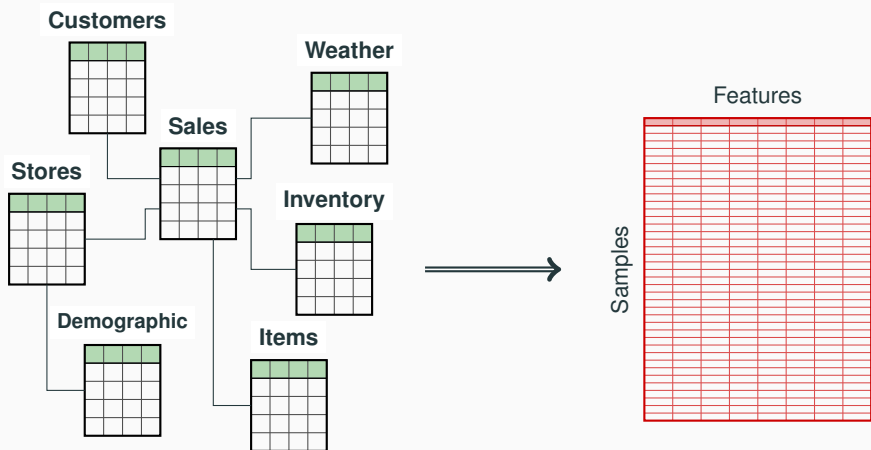 Customers
Weather
Sales
Stores
Inventory
Demographic
Items
Features
Samples